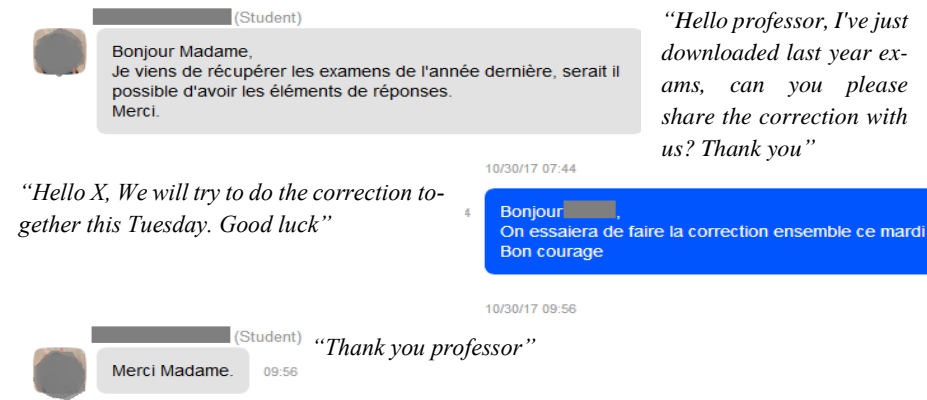 (Student)
Bonjour Madame,
Je viens de récupérer les examens de l'année dernière, serait il
possible d'avoir les éléments de réponses.
Merci.
“Hello professor, I've just
downloaded last year ex-
ams, can you please
share the correction with
us? Thank you”
10/30/17 07:44
“Hello X, We will try to do the correction to-
gether this Tuesday. Good luck”
4
Bonjour ,
On essaiera de faire la correction ensemble ce mardi
Bon courage
10/30/17 09:56
(Student)
“Thank you professor”
Merci Madame.
09:56